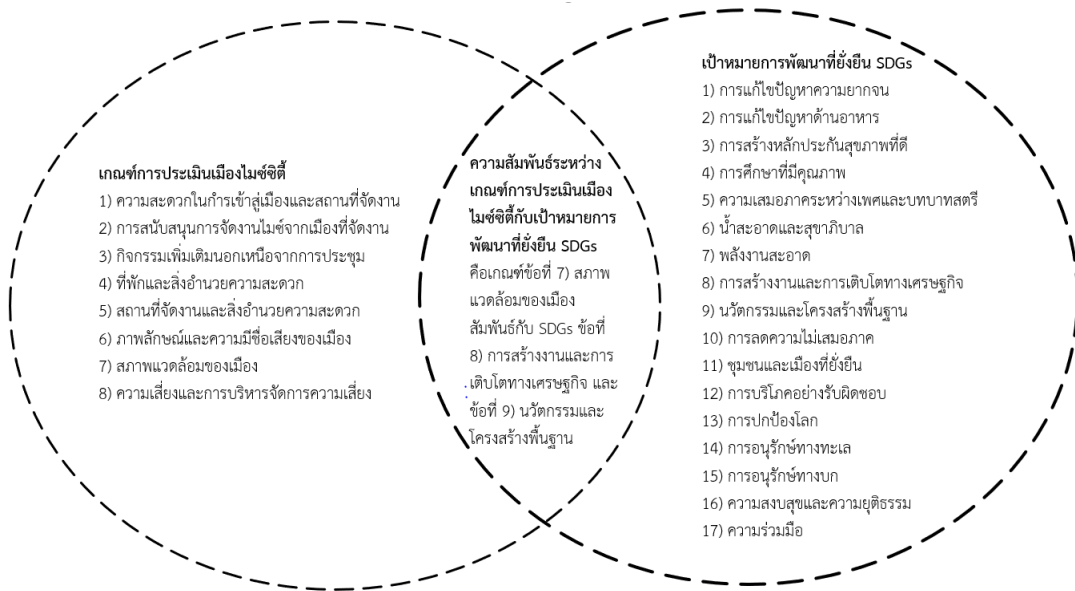 เกณฑ์การประเมินเมืองไมซ์ซิตี้
1) ความสะดวกในกำรเข้าสู่เมืองและสถานที่จัดงาน
2) การสนับสนุนการจัดงานไมซ์จากเมืองที่จัดงาน
3) กิจกรรมเพิ่มเติมนอกเหนือจากการประชุม
4) ที่พักและสิ่งอำนวยความสะดวก
5) สถานที่จัดงานและสิ่งอำนวยความสะดวก
6) ภาพลักษณ์และความมีชื่อเสียงของเมือง
7) สภาพแวดล้อมของเมือง
8) ความเสี่ยงและการบริหารจัดการความเสี่ยง
ความสัมพันธ์ระหว่าง
เกณฑ์การประเมินเมือง
ไมซ์ซิตี้กับเป้าหมายการ
พัฒนาที่ยั่งยืน SDGs
คือเกณฑ์ข้อที่ 7) สภาพ
แวดล้อมของเมือง
สัมพันธ์กับ SDGs ข้อที่
8) การสร้างงานและการ
เติบโตทางเศรษฐกิจ และ
ข้อที่ 9) นวัตกรรมและ
โครงสร้างพื้นฐาน
เป้าหมายการพัฒนาที่ยั่งยืน SDGs
1) การแก้ไขปัญหาความยากจน
2) การแก้ไขปัญหาด้านอาหาร
3) การสร้างหลักประกันสุขภาพที่ดี
4) การศึกษาที่มีคุณภาพ
5) ความเสมอภาคระหว่างเพศและบทบาทสตรี
6) น้ำสะอาดและสุขาภิบาล
7) พลังงานสะอาด
8) การสร้างงานและการเติบโตทางเศรษฐกิจ
9) นวัตกรรมและโครงสร้างพื้นฐาน
10) การลดความไม่เสมอภาค
11) ชุมชนและเมืองที่ยั่งยืน
12) การบริโภคอย่างรับผิดชอบ
13) การปกป้องโลก
14) การอนุรักษ์ทางทะเล
15) การอนุรักษ์ทางบก
16) ความสงบสุขและความยุติธรรม
17) ความร่วมมือ